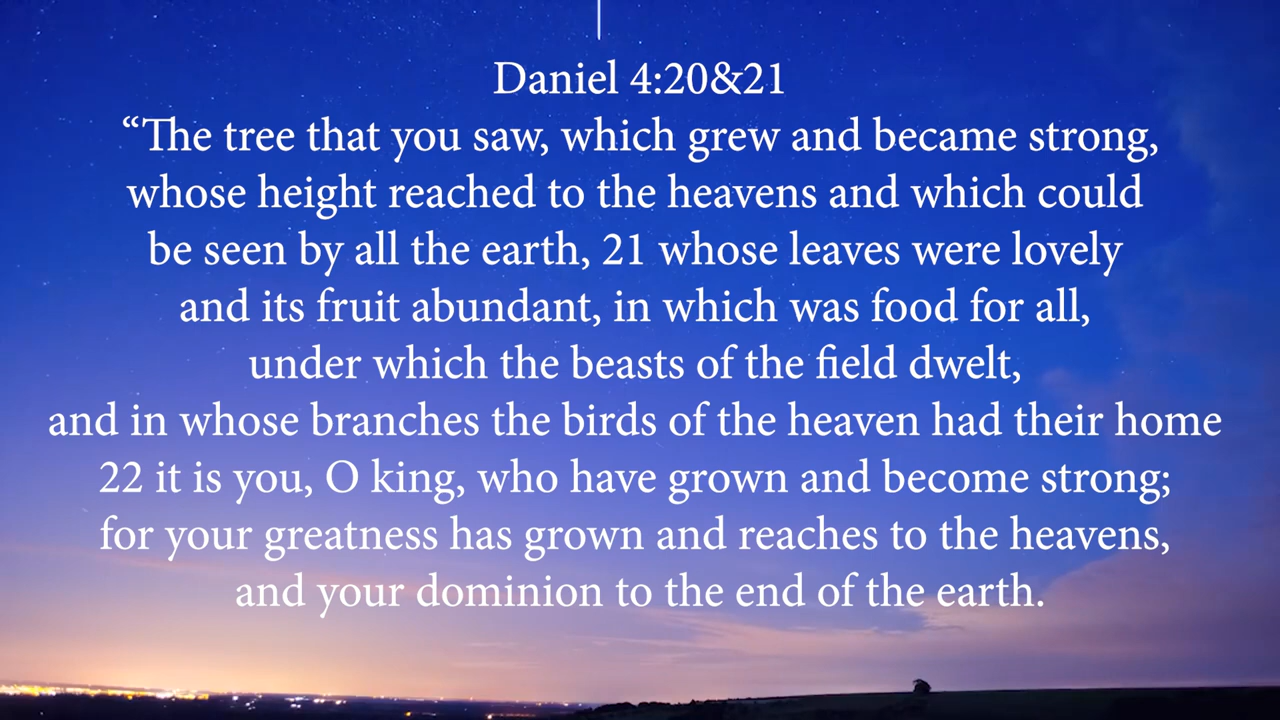 Daniel 4:20&21
“The tree that you saw, which grew and became strong,
whose height reached to the heavens and which could
be seen by all the earth, 21 whose leaves were lovely
and its fruit abundant, in which was food for all,
under which the beasts of the field dwelt,
and in whose branches the birds of the heaven had their home
22 it is you, O king, who have grown and become strong;
for your greatness has grown and reaches to the heavens,
and your dominion to the end of the earth.